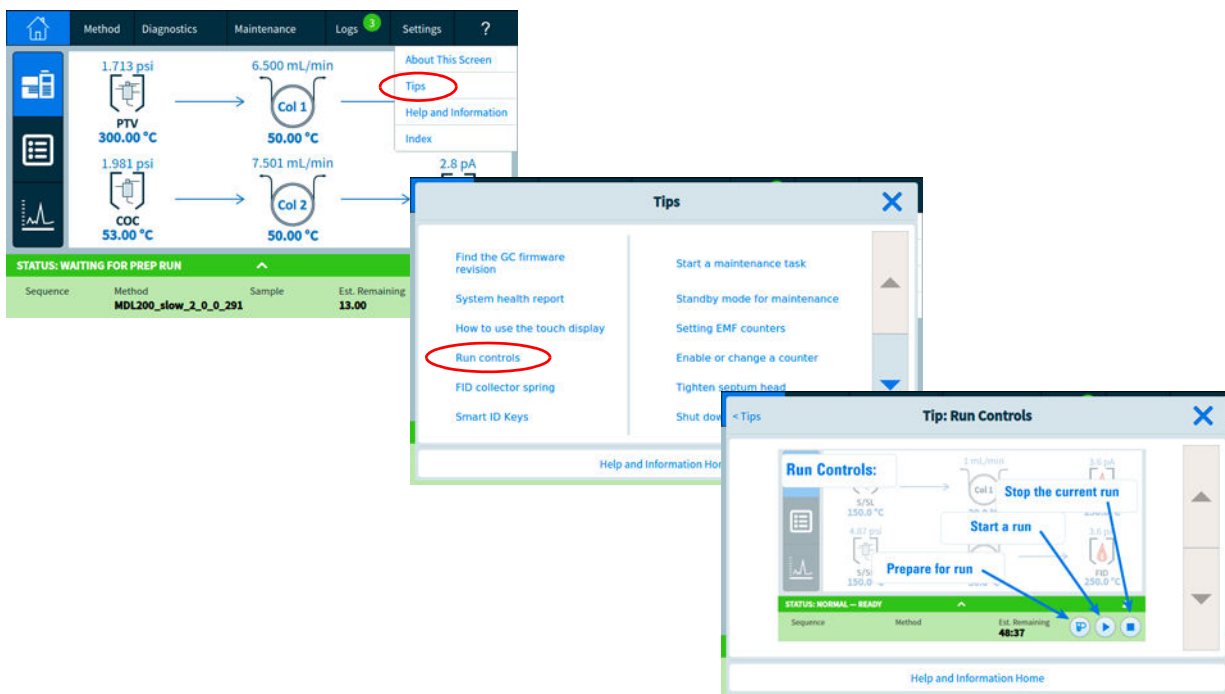 Method Diagnostics Maintenance Logs 3 Settings ?
About This Screen
Tips
Help and Information
Index
1.713 psi
6.500 mL/min
Col 1
PTV
300.00 °C
50.00 °C
1.981 psi
7.501 mL/min
2.8 pA
Col 2
COC
53.00 °C
50.00 °C
STATUS: WAITING FOR PREP RUN
Sequence Method Sample Est. Remaining
MDL200_slow_2_0_0_291 13.00
Tips
Find the GC firmware
revision
System health report
How to use the touch display
Run controls
FID collector spring
Smart ID Keys
Start a maintenance task
Standby mode for maintenance
Setting EMF counters
Enable or change a counter
Tighten septum head
Shut dow
Help and Information Hom
< Tips
Tip: Run Controls
Run Controls:
1 mL/min
3.6 pA
Col 1
Stop the current run
S/SL
150.0 °C
Start a run
4.87 psi
3.6 pA
Prepare for run
S/SL
150.0 °C
FID
250.0 °C
STATUS: NORMAL — READY
Sequence Method Est. Remaining
48:37
Help and Information Home